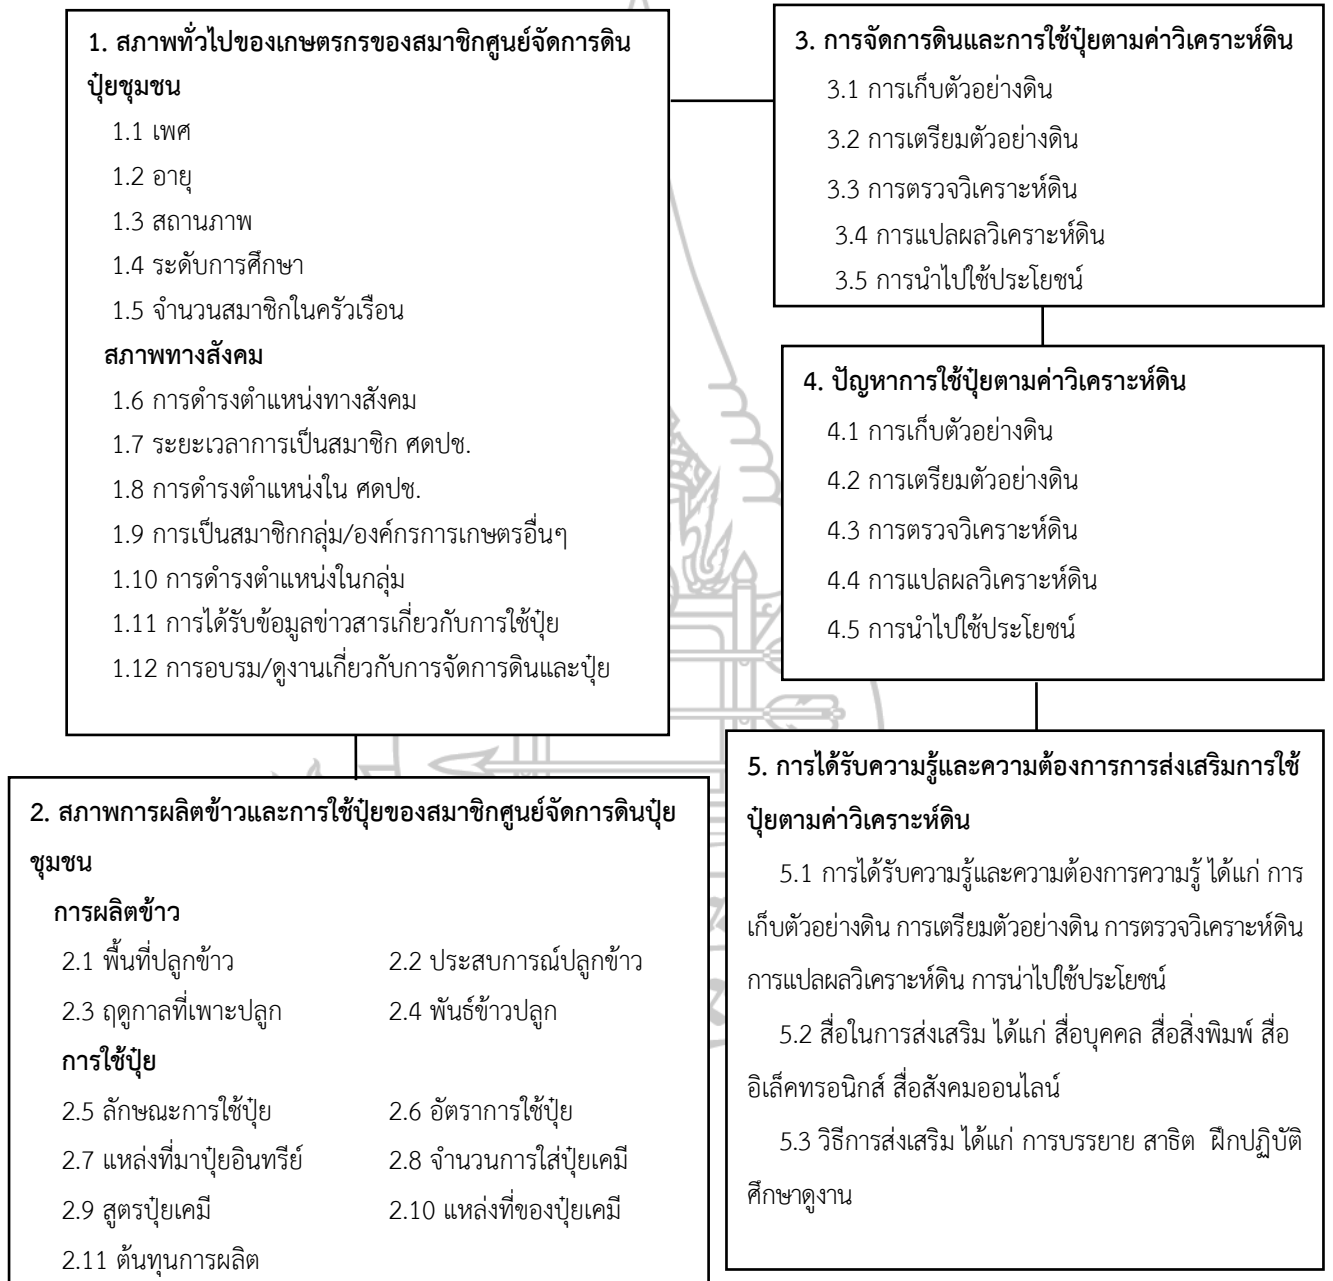 1. สภาพทั่วไปของเกษตรกรของสมาชิกศูนย์จัดการดิน
ปุ๋ยชุมชน
1.1 เพศ
1.2 อายุ
1.3 สถานภาพ
1.4 ระดับการศึกษา
1.5 จำนวนสมาชิกในครัวเรือน
สภาพทางสังคม
1.6 การดำรงตำแหน่งทางสังคม
1.7 ระยะเวลาการเป็นสมาชิก ศดปช.
1.8 การดำรงตำแหน่งใน ศดปช.
1.9 การเป็นสมาชิกกลุ่ม/องค์กรการเกษตรอื่นๆ
1.10 การดำรงตำแหน่งในกลุ่ม
1.11 การได้รับข้อมูลข่าวสารเกี่ยวกับการใช้ปุ๋ย
1.12 การอบรม/ดูงานเกี่ยวกับการจัดการดินและปุ๋ย
2. สภาพการผลิตข้าวและการใช้ปุ๋ยของสมาชิกศูนย์จัดการดินปุ๋ย
ชุมชน
การผลิตข้าว
2.1 พื้นที่ปลูกข้าว 2.2 ประสบการณ์ปลูกข้าว
2.3 ฤดูกาลที่เพาะปลูก 2.4 พันธ์ข้าวปลูก
การใช้ปุ๋ย
2.5 ลักษณะการใช้ปุ๋ย 2.6 อัตราการใช้ปุ๋ย
2.7 แหล่งที่มาปุ๋ยอินทรีย์ 2.8 จำนวนการใส่ปุ๋ยเคมี
2.9 สูตรปุ๋ยเคมี 2.10 แหล่งที่ของปุ๋ยเคมี
2.11 ต้นทุนการผลิต
3. การจัดการดินและการใช้ปุ๋ยตามค่าวิเคราะห์ดิน
3.1 การเก็บตัวอย่างดิน
3.2 การเตรียมตัวอย่างดิน
3.3 การตรวจวิเคราะห์ดิน
3.4 การแปลผลวิเคราะห์ดิน
3.5 การนำไปใช้ประโยชน์
4. ปัญหาการใช้ปุ๋ยตามค่าวิเคราะห์ดิน
4.1 การเก็บตัวอย่างดิน
4.2 การเตรียมตัวอย่างดิน
4.3 การตรวจวิเคราะห์ดิน
4.4 การแปลผลวิเคราะห์ดิน
4.5 การนำไปใช้ประโยชน์
5. การได้รับความรู้และความต้องการการส่งเสริมการใช้
ปุ๋ยตามค่าวิเคราะห์ดิน
5.1 การได้รับความรู้และความต้องการความรู้ ได้แก่ การ
เก็บตัวอย่างดิน การเตรียมตัวอย่างดิน การตรวจวิเคราะห์ดิน
การแปลผลวิเคราะห์ดิน การน่าไปใช้ประโยชน์
5.2 สื่อในการส่งเสริม ได้แก่ สื่อบุคคล สื่อสิ่งพิมพ์ สื่อ
อิเล็คทรอนิกส์ สื่อสังคมออนไลน์
5.3 วิธีการส่งเสริม ได้แก่ การบรรยาย สาธิต ฝึกปฏิบัติ
ศึกษาดูงาน